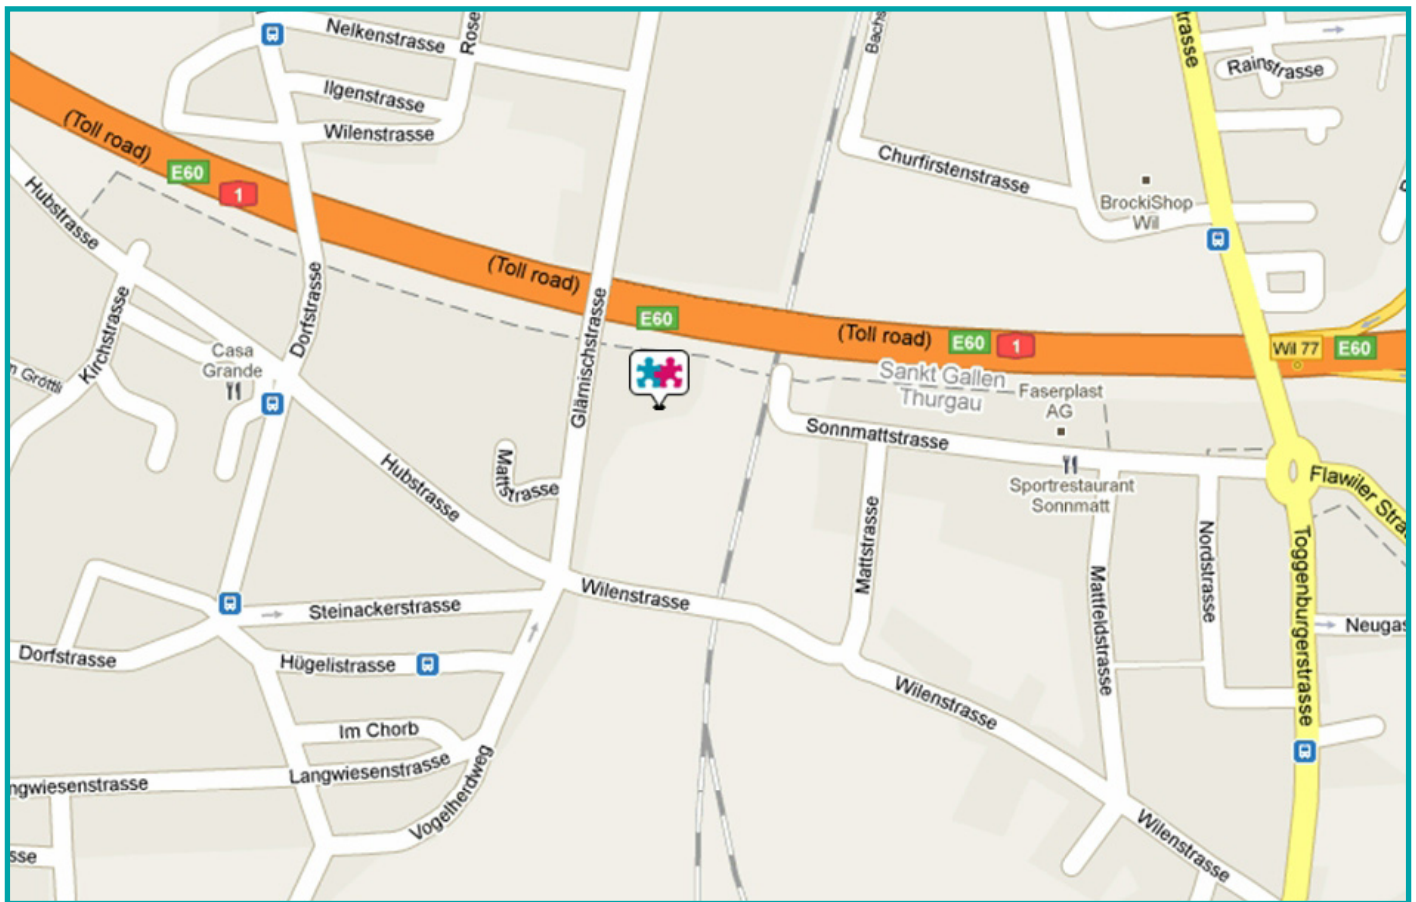 Nelkenstrasse
Rose
Bachs
trasse
Rainstrasse
Ilgenstrasse
Wilenstrasse
(Toll road)
E60
1
Churfirstenstrasse
BrockiShop
Wil
Hubstrasse
Kirchstrasse
Dorfstrasse
(Toll road)
E60
(Toll road)
E60
1
Wil 77
E60
Casa
Grande
n Gröttli
Glärnischstrasse
Sankt Gallen
Thurgau
Faserplast
AG
Sonnmattstrasse
Sportrestaurant
Sonnmatt
Flawiler Stra
Hubstrasse
Mattstrasse
Mattstrasse
Mattfeldstrasse
Nordstrasse
Toggenburgerstrasse
Wilenstrasse
Steinackerstrasse
Neugas
Dorfstrasse
Hügelistrasse
Wilenstrasse
Im Chorb
Langwiesenstrasse
ngwiesenstrasse
Vogelherdweg
Wilenstrasse
sse